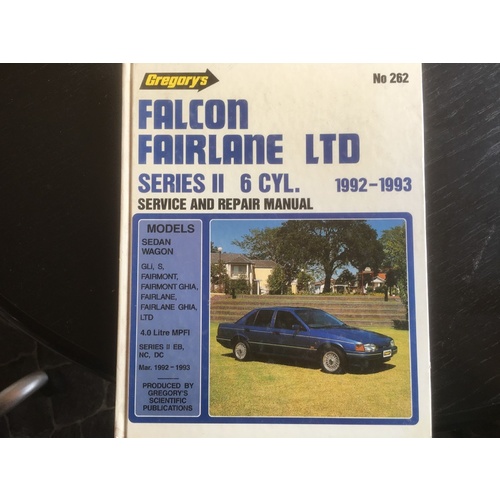 Gregory's
No 262
FALCON
FAIRLANE LTD
SERIES II 6 CYL. 1992-1993
SERVICE AND REPAIR MANUAL
MODELS
SEDAN
WAGON
GLi, S,
FAIRMONT,
FAIRMONT GHIA,
FAIRLANE,
FAIRLANE GHIA,
LTD
4.0 Litre MPFI
SERIES II EB,
NC, DC
Mar. 1992-1993
PRODUCED BY
GREGORY'S
SCIENTIFIC
PUBLICATIONS